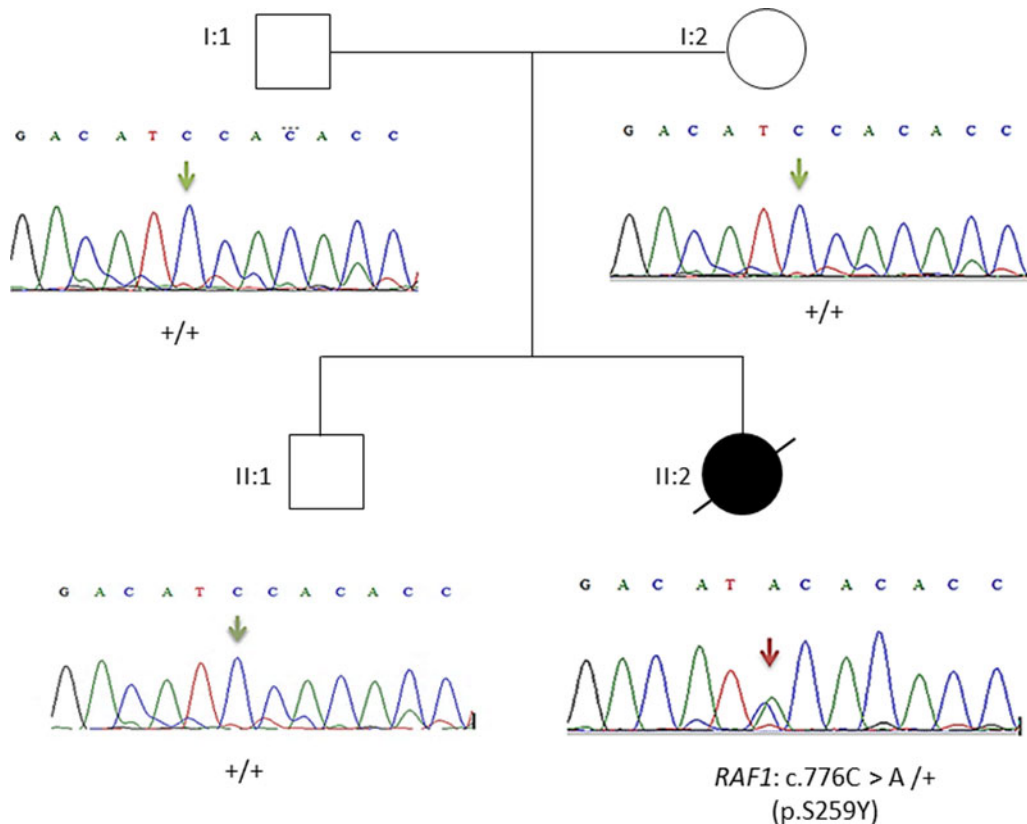 I:1
I:2
G A C A T C C A C A C C
G A C A T C C A C A C C
+/+
+/+
II:1
II:2
G A C A T C C A C A C C
G A C A T A C A C A C C
+/+
RAF1: c.776C > A /+
(p.S259Y)